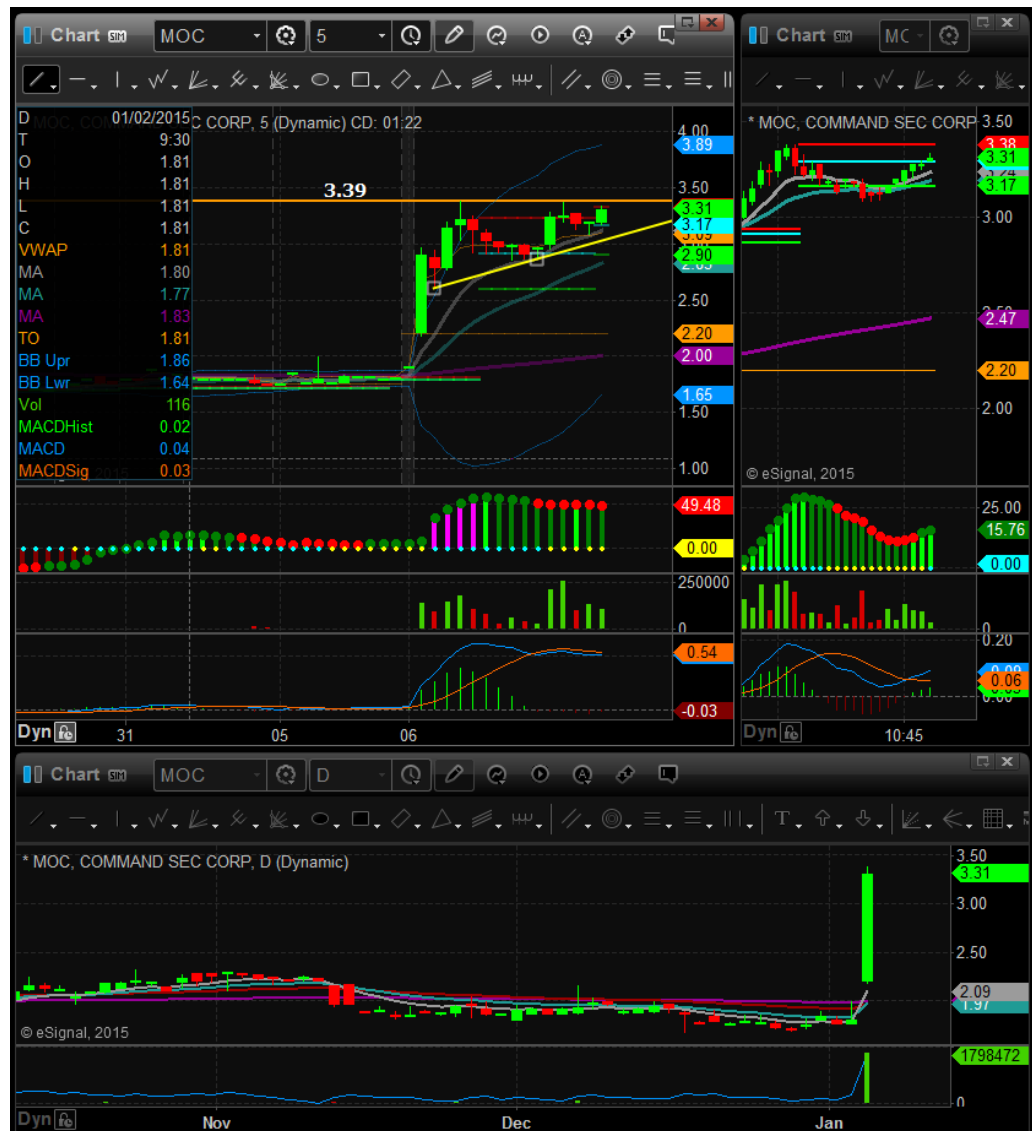 Chart SIM MOC 5
D 01/02/2015
T 9:30
O 1.81
H 1.81
L 1.81
C 1.81
VWAP 1.81
MA 1.80
MA 1.77
MA 1.83
TO 1.81
BB Upr 1.86
BB Lwr 1.64
Vol 116
MACDHist 0.02
MACD 0.04
MACDSig 0.03
C CORP, 5 (Dynamic) CD: 01:22
3.39
4.00
3.89
3.50
3.31
3.17
2.90
2.50
2.20
2.00
1.65
1.50
1.00
49.48
0.00
250000
0
0.54
-0.03
Dyn 31 05 06
Chart SIM
* MOC, COMMAND SEC CORP
3.50
3.38
3.31
3.17
3.00
2.47
2.20
2.00
© eSignal, 2015
25.00
15.76
0.00
0
0.20
0.06
Dyn 10:45
Chart SIM MOC D
T
* MOC, COMMAND SEC CORP, D (Dynamic)
3.50
3.31
3.00
2.50
2.09
1.97
© eSignal, 2015
1798472
0
Dyn Nov Dec Jan